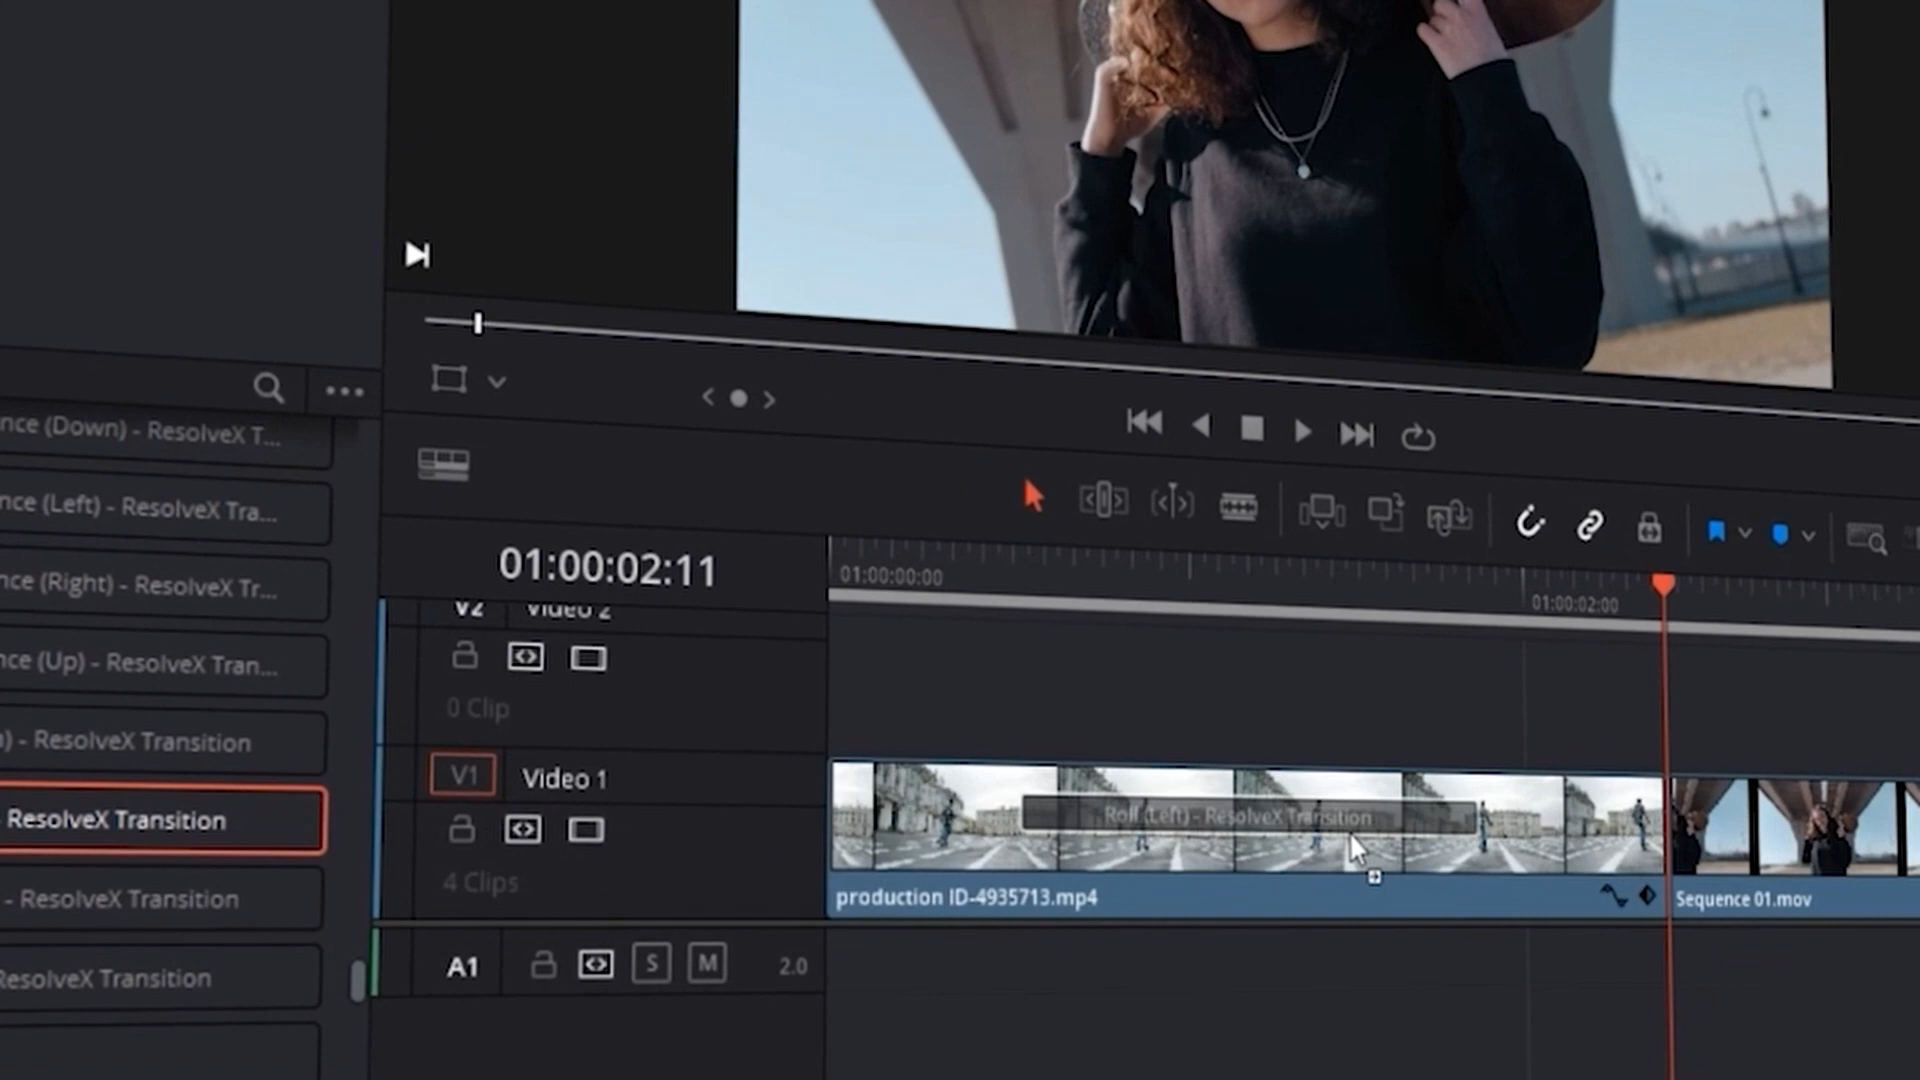 nce (Down) - ResolveX T...
nce (Left) - ResolveX Tra...
nce (Right) - ResolveX Tr...
nce (Up) - ResolveX Tran...
) - ResolveX Transition
ResolveX Transition
- ResolveX Transition
ResolveX Transition
01:00:02:11
01:00:00:00
01:00:02:00
V2 Video 2
0 Clip
V1 Video 1
4 Clips
Roll (Left) - ResolveX Transition
production ID-4935713.mp4
Sequence 01.mov
A1 S M 2.0